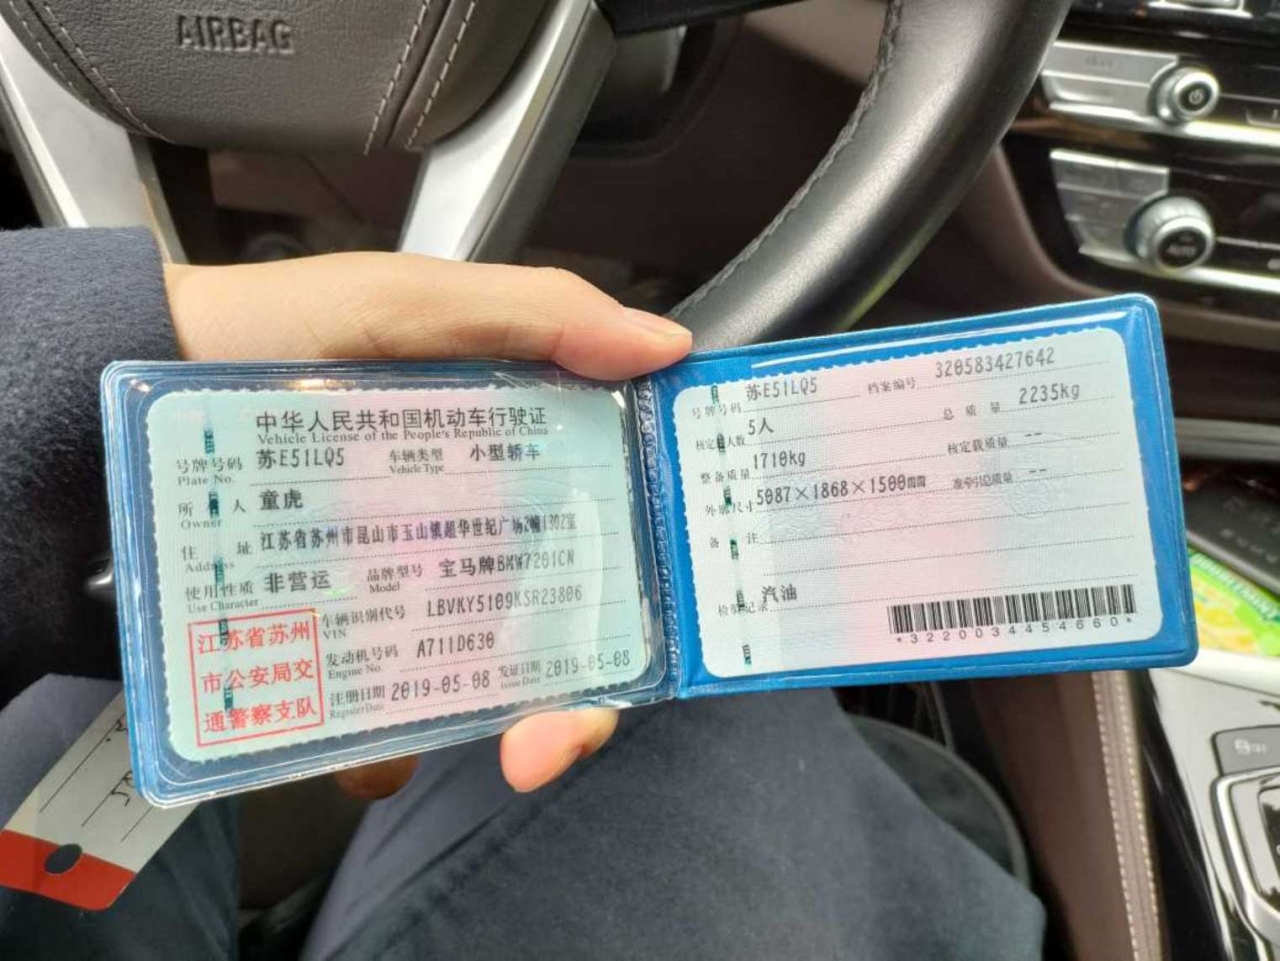 AIRBAG
AUTO
中华人民共和国机动车行驶证
Vehicle License of the People's Republic of China
号牌号码 苏E51LQ5 车辆类型 小型轿车
Plate No. Vehicle Type
所有人 童虎
Owner
住址 江苏省苏州市昆山市玉山镇超华世纪广场2幢1302室
Address
使用性质 非营运 品牌型号 宝马牌BMW7201CN
Use Character Model
车辆识别代号 LBVKY5109KSR23806
VIN
发动机号码 A711D630
Engine No.
注册日期 2019-05-08 发证日期 2019-05-08
Register Date Issue Date
江苏省苏州
市公安局交
通警察支队
号牌号码 苏E51LQ5 档案编号 320583427642
核定载人数 5人 总质量 2235kg
整备质量 1710kg 核定载质量 --
外廓尺寸 5087×1868×1500mm 准牵引总质量 --
备注
汽油
检验记录
*3220034454660*